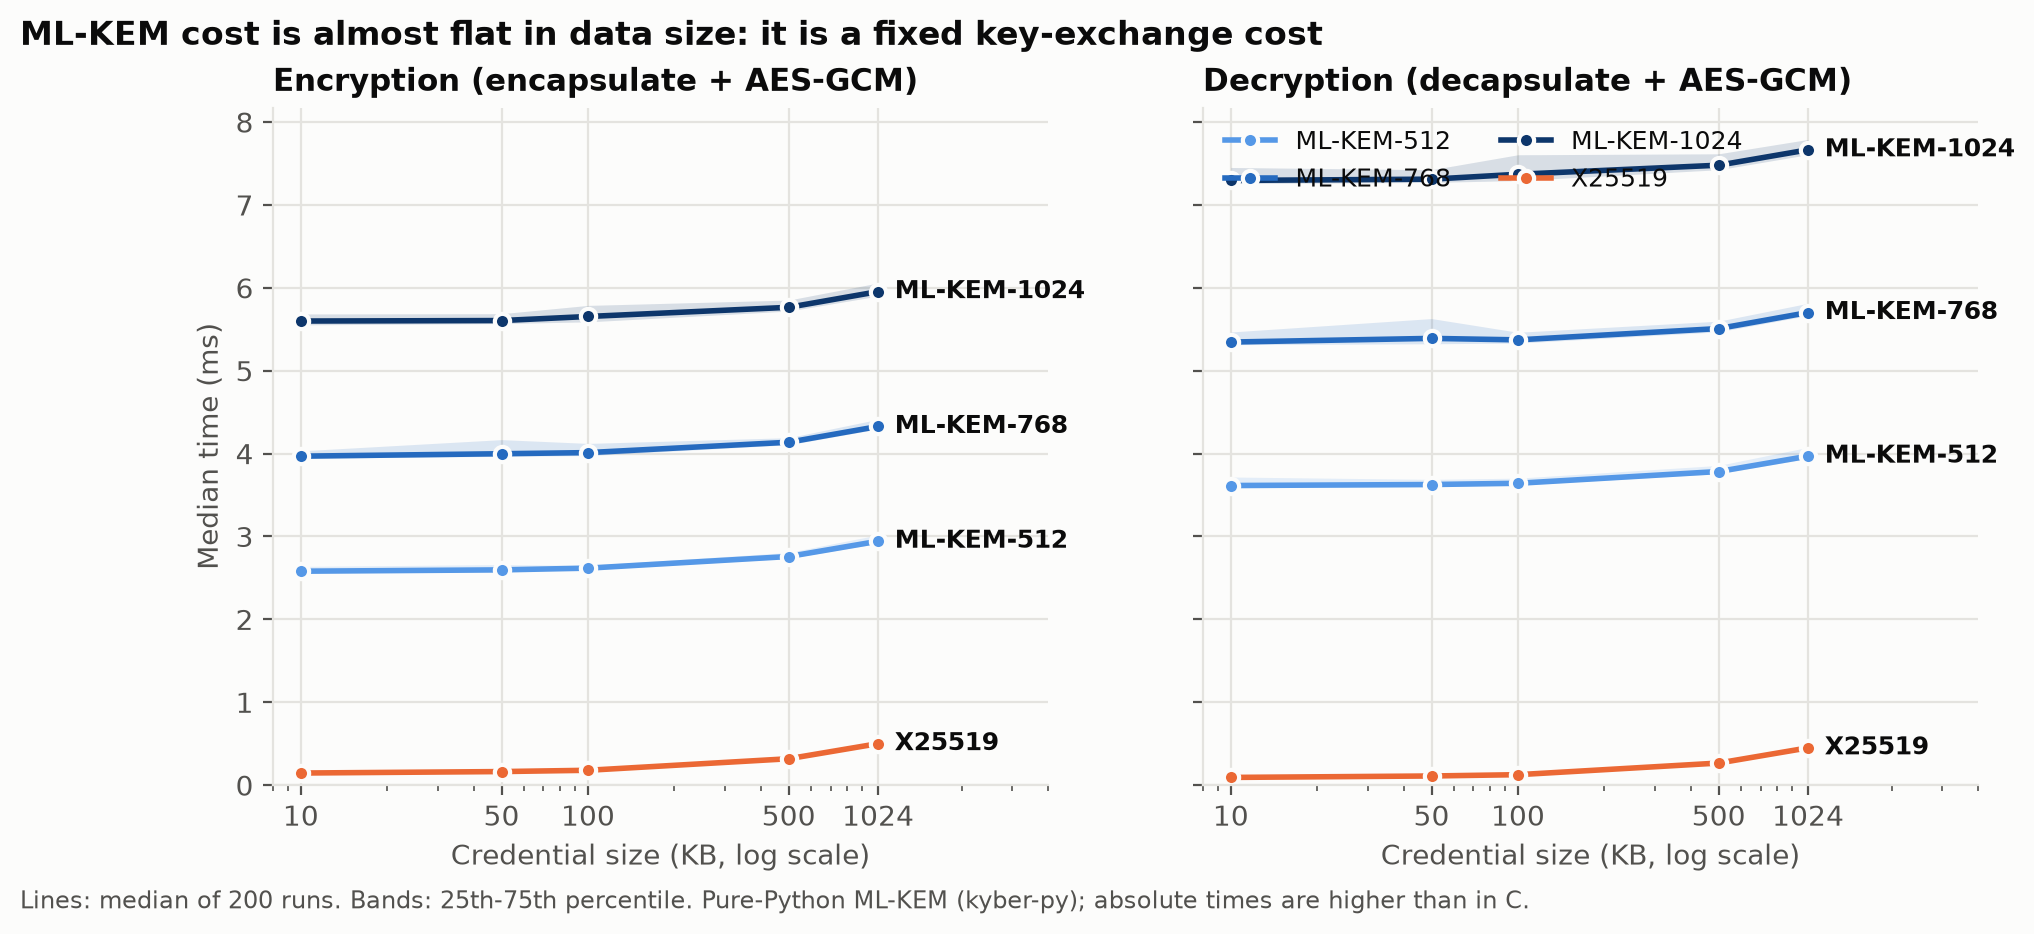 ML-KEM cost is almost flat in data size: it is a fixed key-exchange cost
Encryption (encapsulate + AES-GCM)
Median time (ms)
8
7
6
5
4
3
2
1
0
ML-KEM-1024
ML-KEM-768
ML-KEM-512
X25519
10 50 100 500 1024
Credential size (KB, log scale)
Decryption (decapsulate + AES-GCM)
ML-KEM-512 ML-KEM-1024
ML-KEM-768 X25519
ML-KEM-1024
ML-KEM-768
ML-KEM-512
X25519
10 50 100 500 1024
Credential size (KB, log scale)
Lines: median of 200 runs. Bands: 25th-75th percentile. Pure-Python ML-KEM (kyber-py); absolute times are higher than in C.